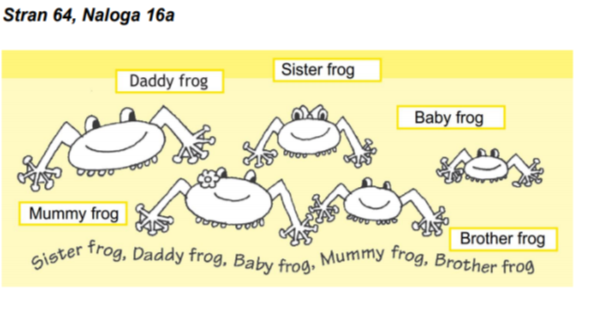 Stran 64, Naloga 16a
Daddy frog
Sister frog
Baby frog
Mummy frog
Brother frog
Sister frog, Daddy frog, Baby frog, Mummy frog, Brother frog